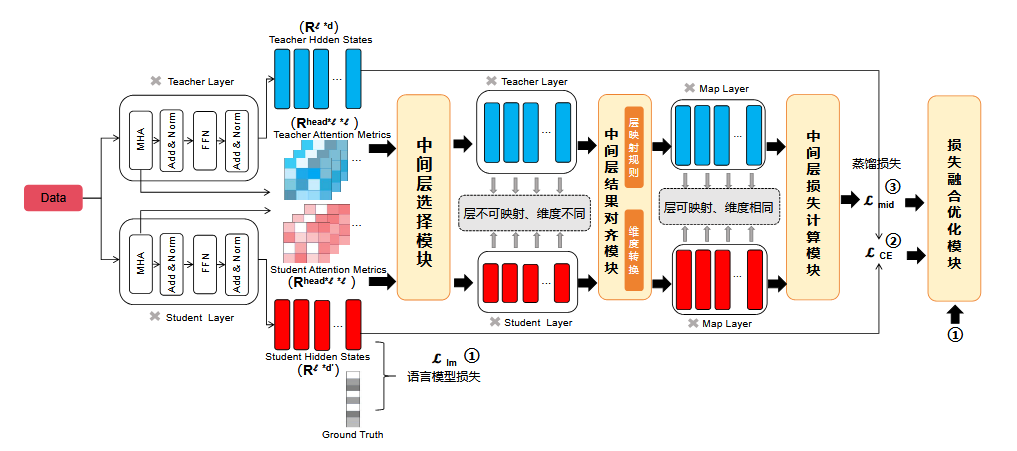 (Rℓ *d)
Teacher Hidden States
Teacher Layer
MHA
Add & Norm
FFN
Add & Norm
...
(Rhead*ℓ *ℓ )
Teacher Attention Metrics
...
Data
MHA
Add & Norm
FFN
Add & Norm
Student Layer
...
Student Attention Metrics
(Rhead*ℓ *ℓ )
...
Student Hidden States
(Rℓ *d')
Ground Truth
ℒ lm ①
语言模型损失
中间层选择模块
Teacher Layer
...
层不可映射、维度不同
...
Student Layer
中间层结果对齐模块
层映射规则
维度转换
Map Layer
...
层可映射、维度相同
...
Map Layer
中间层损失计算模块
蒸馏损失
③
ℒ mid
②
ℒ CE
损失融合优化模块
①